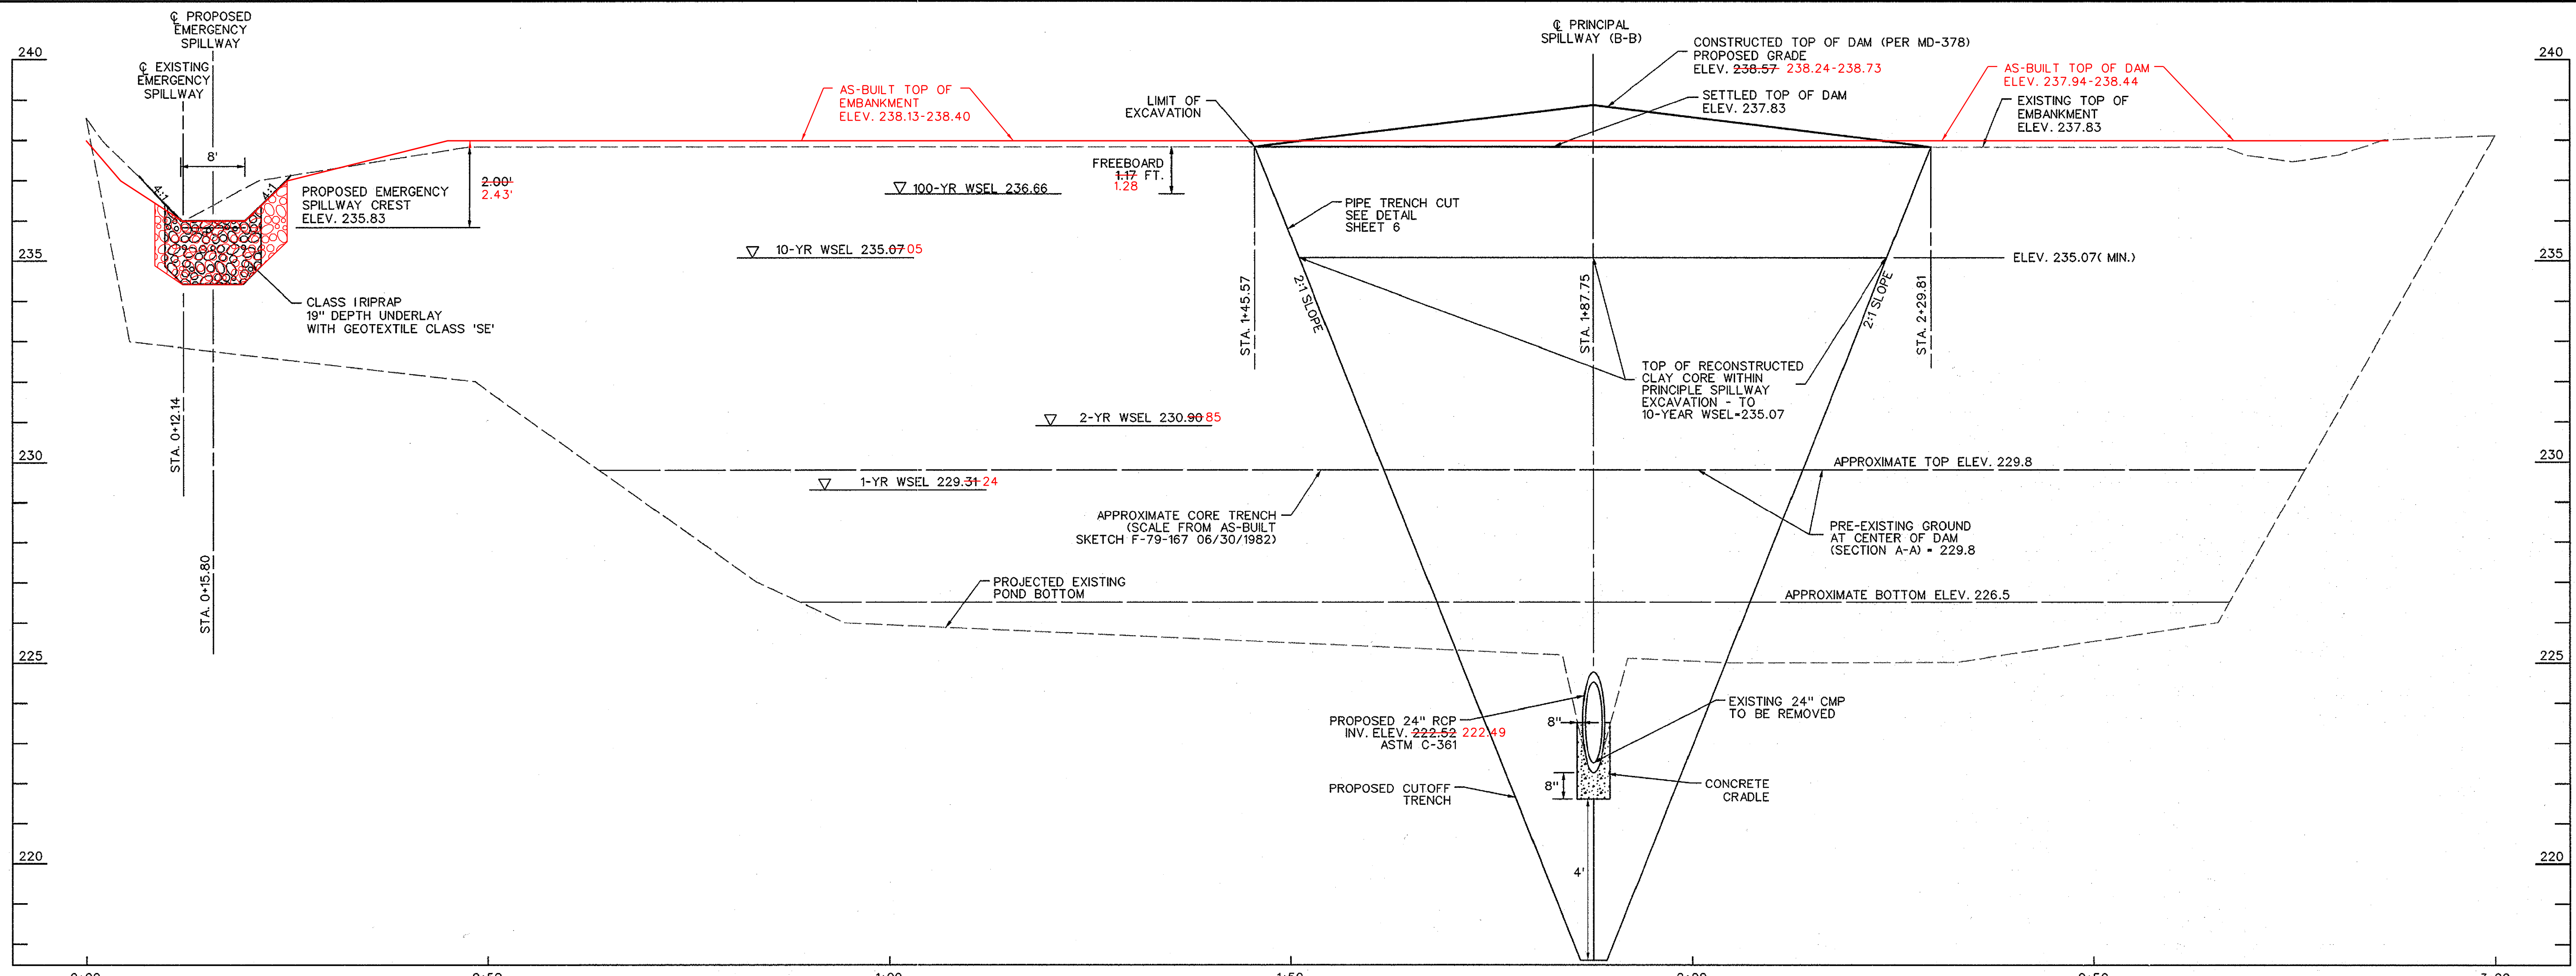 ℄ PROPOSED
EMERGENCY
SPILLWAY
℄ EXISTING
EMERGENCY
SPILLWAY
240
8'
4:1
4:1
PROPOSED EMERGENCY
SPILLWAY CREST
ELEV. 235.83
2.00'
2.43'
AS-BUILT TOP OF
EMBANKMENT
ELEV. 238.13-238.40
FREEBOARD
1.17 FT.
1.28
100-YR WSEL 236.66
10-YR WSEL 235.07 05
235
CLASS I RIPRAP
19" DEPTH UNDERLAY
WITH GEOTEXTILE CLASS 'SE'
STA. 0+12.14
STA. 0+15.80
2-YR WSEL 230.90 85
230
1-YR WSEL 229.31 24
APPROXIMATE CORE TRENCH
(SCALE FROM AS-BUILT
SKETCH F-79-167 06/30/1982)
PROJECTED EXISTING
POND BOTTOM
225
220
LIMIT OF
EXCAVATION
℄ PRINCIPAL
SPILLWAY (B-B)
CONSTRUCTED TOP OF DAM (PER MD-378)
PROPOSED GRADE
ELEV. 238.57 238.24-238.73
SETTLED TOP OF DAM
ELEV. 237.83
AS-BUILT TOP OF DAM
ELEV. 237.94-238.44
EXISTING TOP OF
EMBANKMENT
ELEV. 237.83
240
PIPE TRENCH CUT
SEE DETAIL
SHEET 6
ELEV. 235.07( MIN.)
235
STA. 1+45.57
2:1 SLOPE
STA. 1+87.75
2:1 SLOPE
STA. 2+29.81
TOP OF RECONSTRUCTED
CLAY CORE WITHIN
PRINCIPLE SPILLWAY
EXCAVATION - TO
10-YEAR WSEL=235.07
APPROXIMATE TOP ELEV. 229.8
230
PRE-EXISTING GROUND
AT CENTER OF DAM
(SECTION A-A) = 229.8
APPROXIMATE BOTTOM ELEV. 226.5
225
PROPOSED 24" RCP
INV. ELEV. 222.52 222.49
ASTM C-361
8"
EXISTING 24" CMP
TO BE REMOVED
8"
CONCRETE
CRADLE
PROPOSED CUTOFF
TRENCH
4'
220